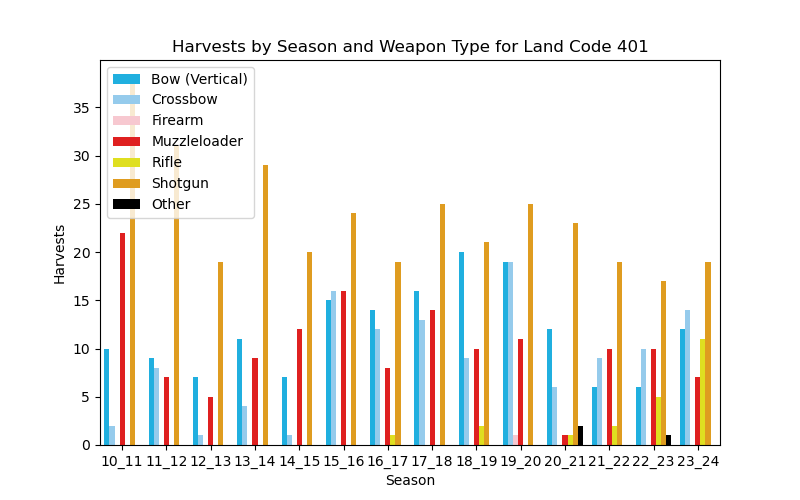 Harvests by Season and Weapon Type for Land Code 401
Bow (Vertical)
Crossbow
Firearm
Muzzleloader
Rifle
Shotgun
Other
35
30
25
20
15
10
5
0
Harvests
10_11 11_12 12_13 13_14 14_15 15_16 16_17 17_18 18_19 19_20 20_21 21_22 22_23 23_24
Season